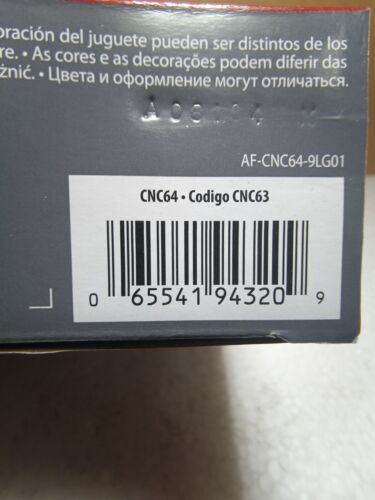 oración del juguete pueden ser distintos de los
re. • As cores e as decorações podem diferir das
żnić. • Цвета и оформление могут отличаться.
AF-CNC64-9LG01
CNC64 • Codigo CNC63
0 65541 94320 9